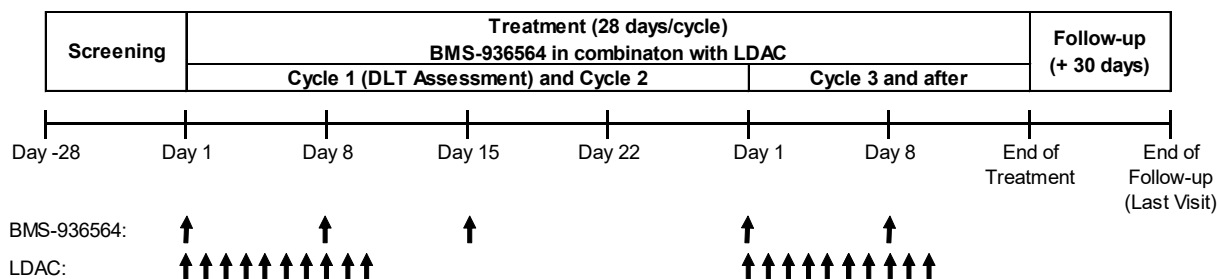 Screening
Treatment (28 days/cycle)
BMS-936564 in combinaton with LDAC
Cycle 1 (DLT Assessment) and Cycle 2
Cycle 3 and after
Follow-up
(+ 30 days)
Day -28
Day 1
Day 8
Day 15
Day 22
Day 1
Day 8
End of
Treatment
End of
Follow-up
(Last Visit)
BMS-936564:
LDAC: